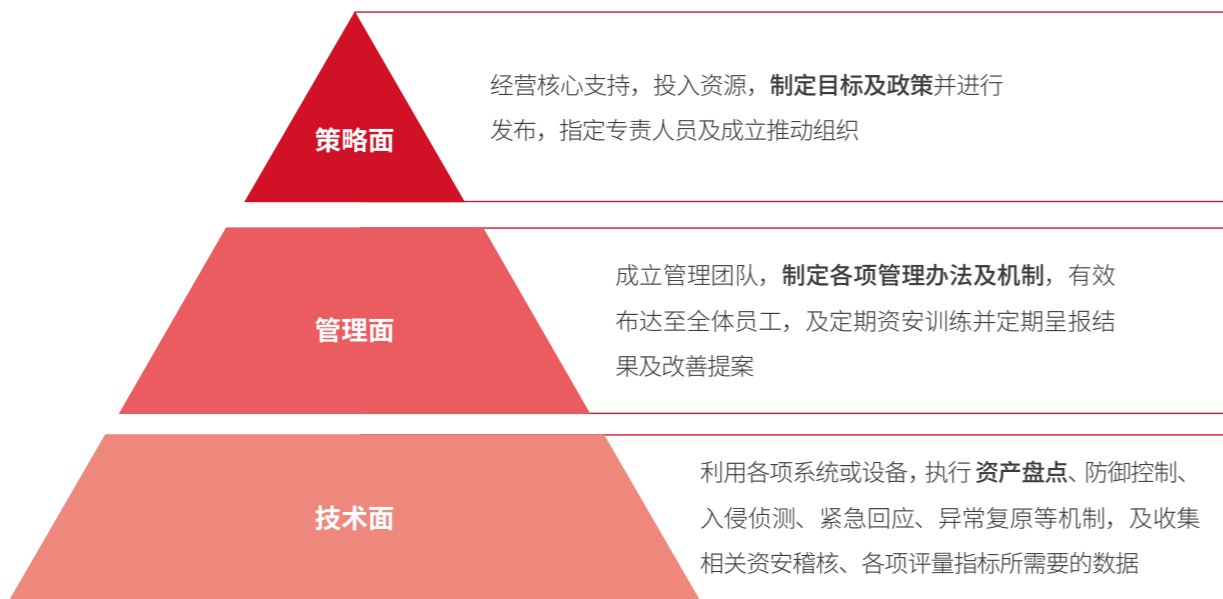 策略面
经营核心支持，投入资源，制定目标及政策并进行
发布，指定专责人员及成立推动组织
管理面
成立管理团队，制定各项管理办法及机制，有效
布达至全体员工，及定期资安训练并定期呈报结
果及改善提案
技术面
利用各项系统或设备，执行 资产盘点、防御控制、
入侵侦测、紧急回应、异常复原等机制，及收集
相关资安稽核、各项评量指标所需要的数据